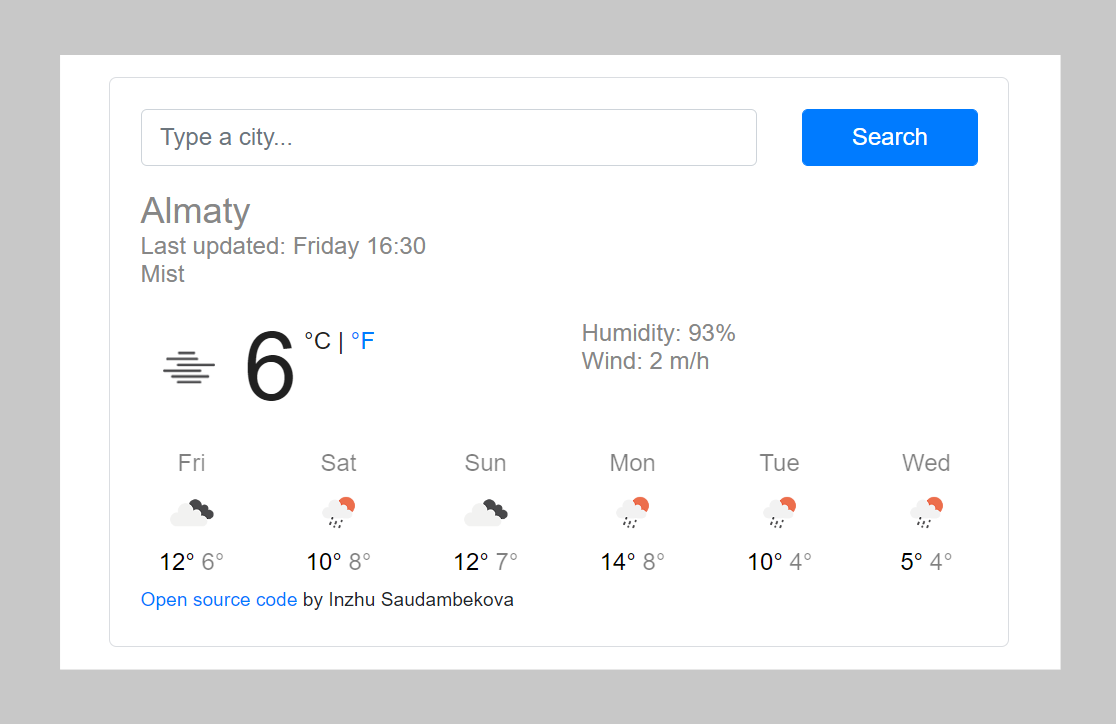 Type a city...
Search
Almaty
Last updated: Friday 16:30
Mist
6 °C | °F
Humidity: 93%
Wind: 2 m/h
Fri Sat Sun Mon Tue Wed
12° 6° 10° 8° 12° 7° 14° 8° 10° 4° 5° 4°
Open source code by Inzhu Saudambekova